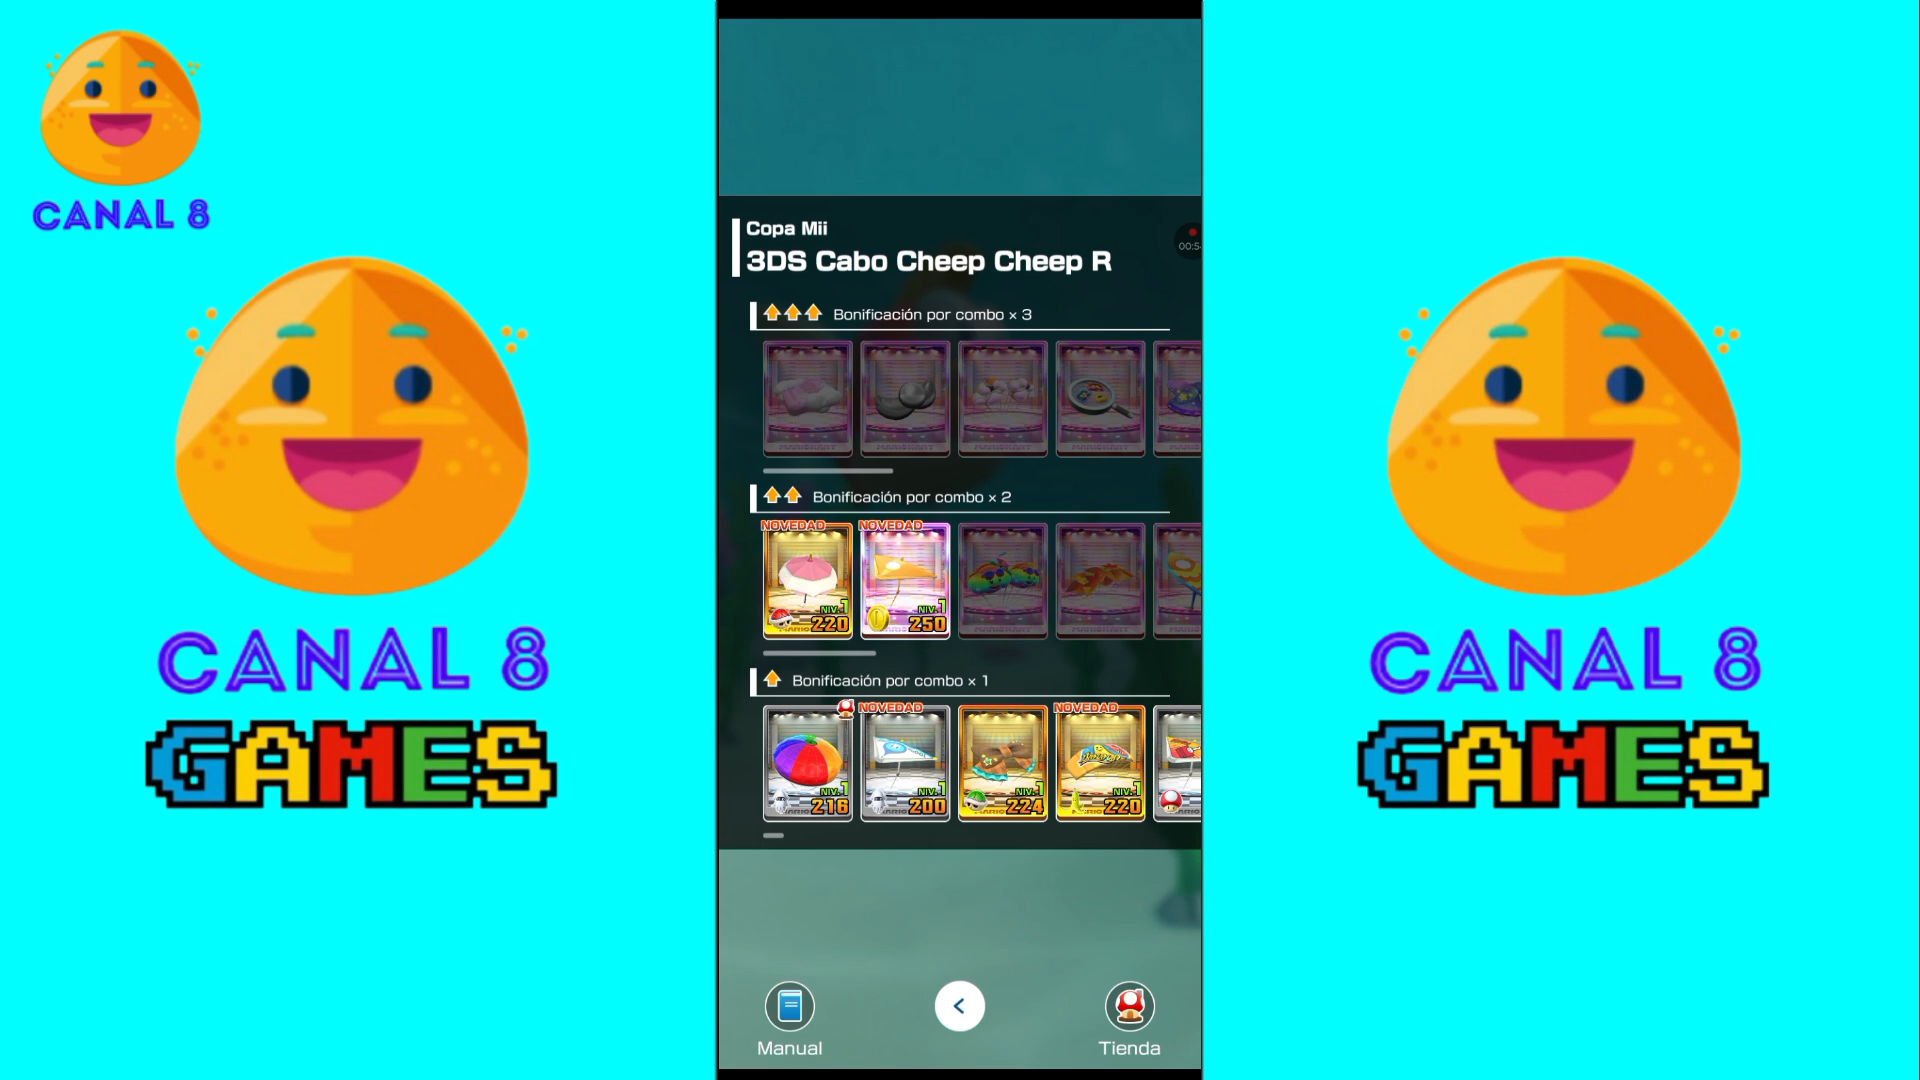 CANAL 8
CANAL 8
GAMES
Copa Mii
3DS Cabo Cheep Cheep R
00:5
Bonificación por combo × 3
Bonificación por combo × 2
NOVEDAD
NIV.1
220
NOVEDAD
NIV.1
250
Bonificación por combo × 1
NIV.1
216
NOVEDAD
NIV.1
200
NIV.1
224
NOVEDAD
NIV.1
220
Manual
Tienda
CANAL 8
GAMES